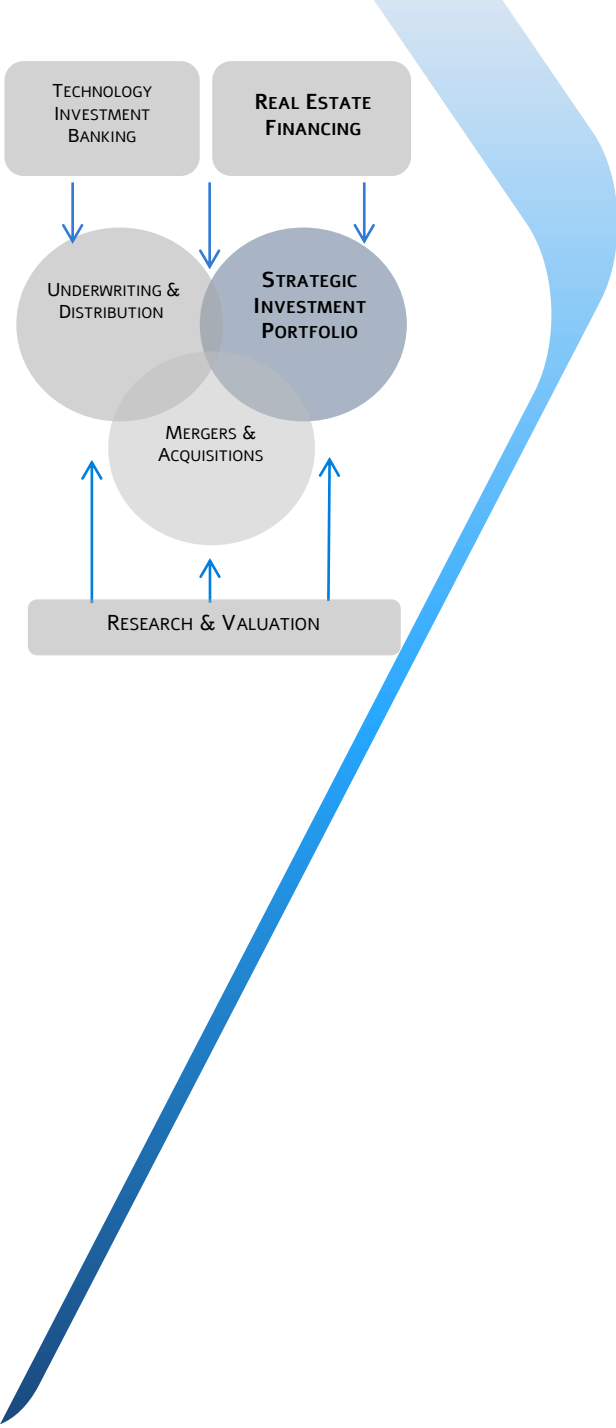 Technology
Investment
Banking
Real Estate
Financing
Underwriting &
Distribution
Strategic
Investment
Portfolio
Mergers &
Acquisitions
Research & Valuation